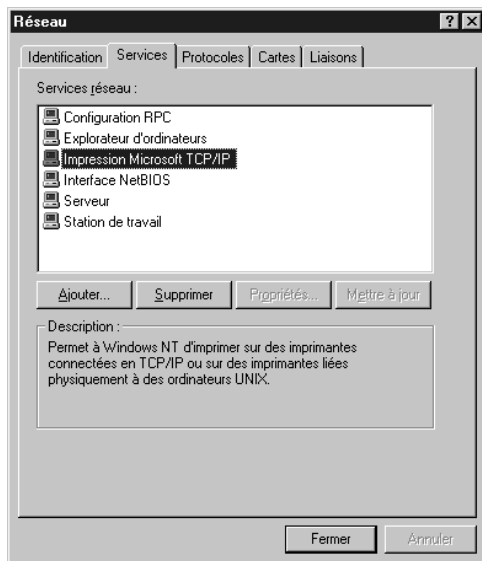 Réseau
Identification Services Protocoles Cartes Liaisons
Services réseau :
Configuration RPC
Explorateur d'ordinateurs
Impression Microsoft TCP/IP
Interface NetBIOS
Serveur
Station de travail
Ajouter... Supprimer Propriétés... Mettre à jour
Description :
Permet à Windows NT d'imprimer sur des imprimantes
connectées en TCP/IP ou sur des imprimantes liées
physiquement à des ordinateurs UNIX.
Fermer Annuler